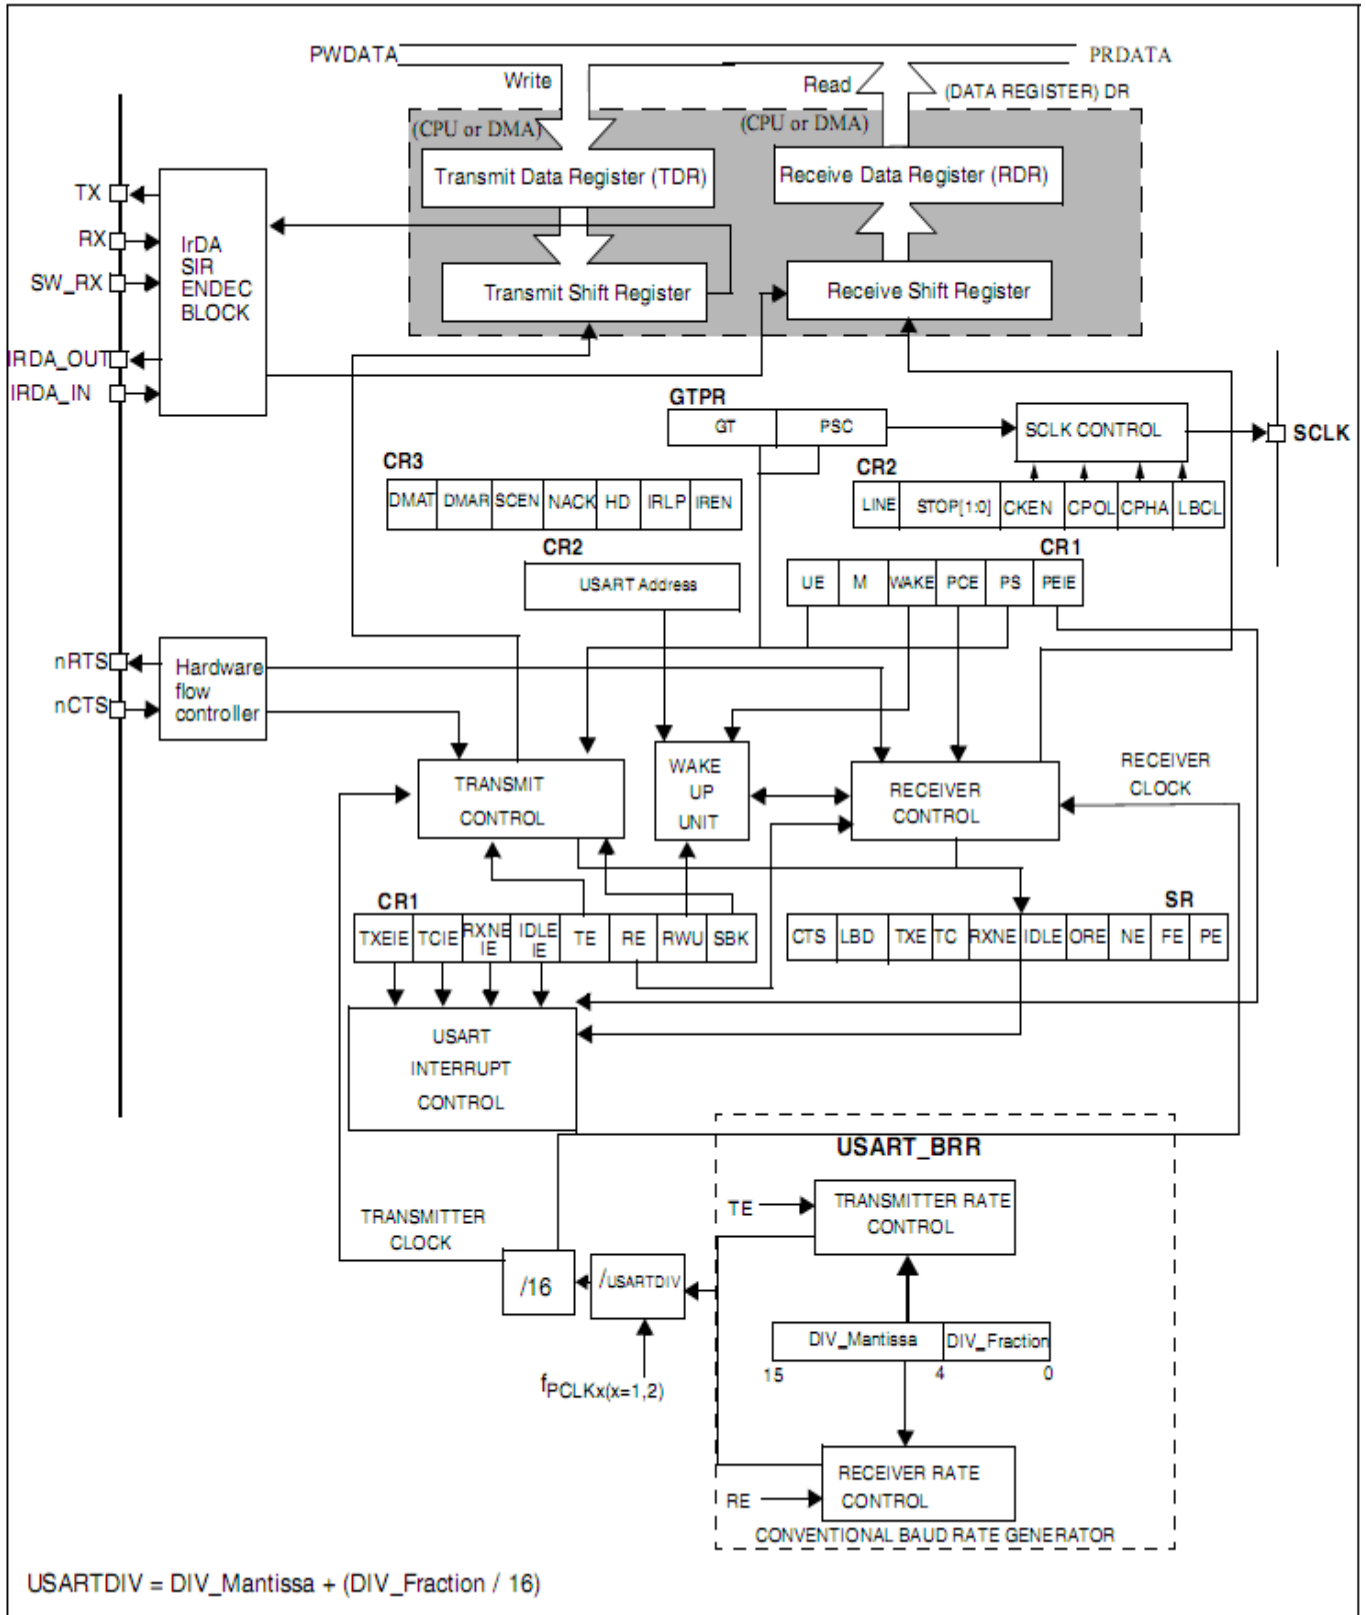 PWDATA
PRDATA
Write
Read
(DATA REGISTER) DR
(CPU or DMA)
(CPU or DMA)
Transmit Data Register (TDR)
Receive Data Register (RDR)
TX
RX
SW_RX
IRDA_OUT
IRDA_IN
IrDA
SIR
ENDEC
BLOCK
Transmit Shift Register
Receive Shift Register
GTPR
GT
PSC
SCLK CONTROL
SCLK
CR3
DMAT
DMAR
SCEN
NACK
HD
IRLP
IREN
CR2
LINE
STOP[1:0]
CKEN
CPOL
CPHA
LBCL
CR2
USART Address
CR1
UE
M
WAKE
PCE
PS
PEIE
nRTS
nCTS
Hardware
flow
controller
TRANSMIT
CONTROL
WAKE
UP
UNIT
RECEIVER
CONTROL
RECEIVER
CLOCK
CR1
TXEIE
TCIE
RXNE
IE
IDLE
IE
TE
RE
RWU
SBK
SR
CTS
LBD
TXE
TC
RXNE
IDLE
ORE
NE
FE
PE
USART
INTERRUPT
CONTROL
USART_BRR
TE
TRANSMITTER RATE
CONTROL
TRANSMITTER
CLOCK
/16
/USARTDIV
DIV_Mantissa
DIV_Fraction
15
4
0
fPCLKx(x=1,2)
RE
RECEIVER RATE
CONTROL
CONVENTIONAL BAUD RATE GENERATOR
USARTDIV = DIV_Mantissa + (DIV_Fraction / 16)